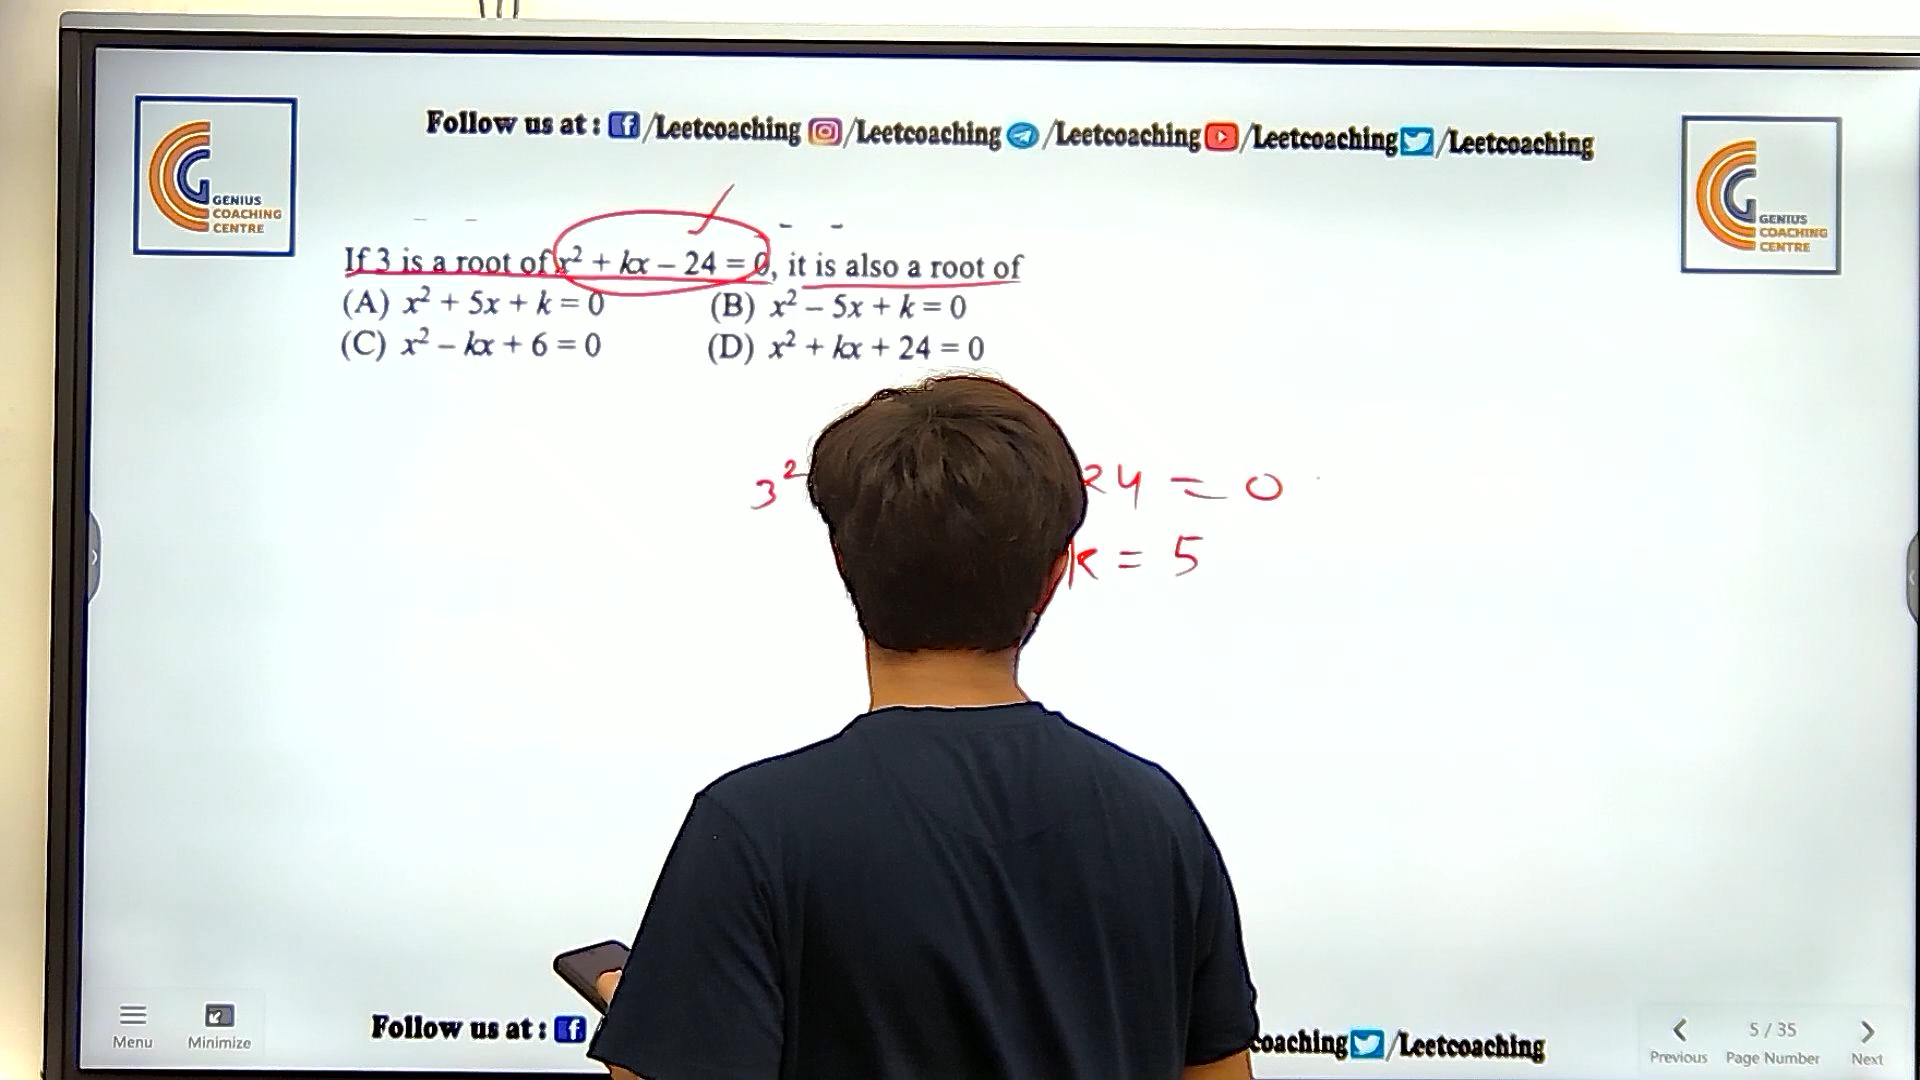 Follow us at : /Leetcoaching /Leetcoaching /Leetcoaching /Leetcoaching /Leetcoaching
GENIUS
COACHING
CENTRE
GENIUS
COACHING
CENTRE
If 3 is a root of x² + kx – 24 = 0, it is also a root of
(A) x² + 5x + k = 0 (B) x² – 5x + k = 0
(C) x² – kx + 6 = 0 (D) x² + kx + 24 = 0
3² 24 = 0
k = 5
Follow us at : coaching /Leetcoaching
Menu Minimize
5 / 35
Previous Page Number Next